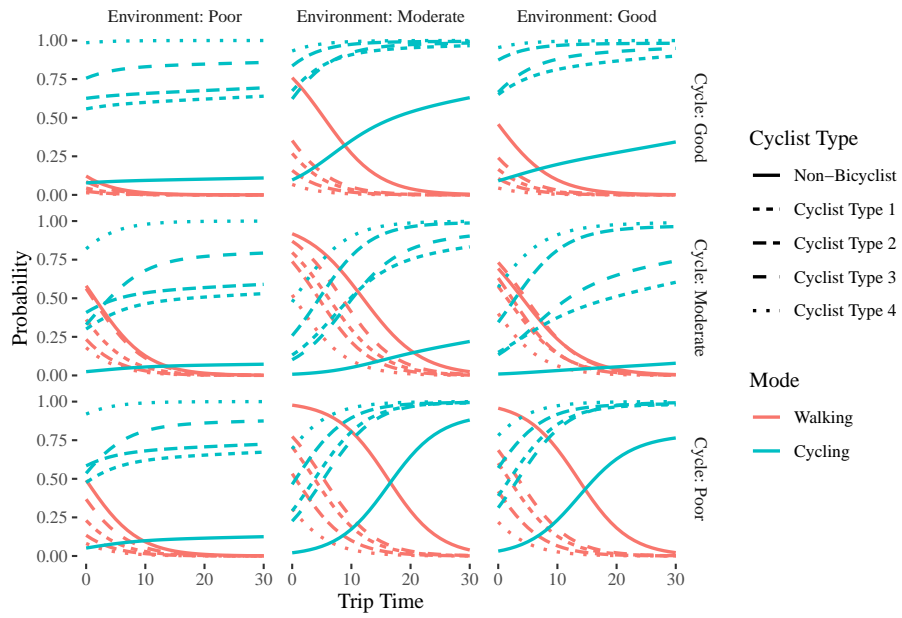 Environment: Poor
Environment: Moderate
Environment: Good
1.00
0.75
0.50
0.25
0.00
Cycle: Good
1.00
0.75
0.50
0.25
0.00
Cycle: Moderate
1.00
0.75
0.50
0.25
0.00
Cycle: Poor
0 10 20 30
0 10 20 30
0 10 20 30
Trip Time
Probability
Cyclist Type
Non−Bicyclist
Cyclist Type 1
Cyclist Type 2
Cyclist Type 3
Cyclist Type 4
Mode
Walking
Cycling